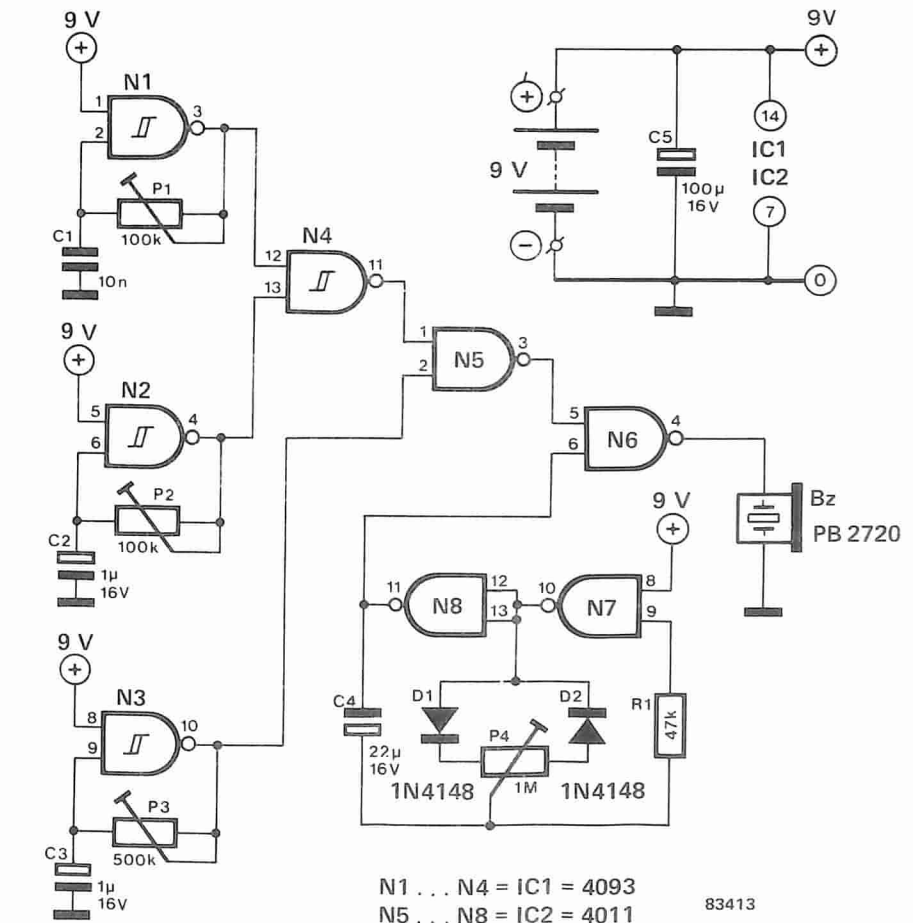 9 V
+
N1
1
2
3
P1
100k
C1
10n
N4
12
13
11
9 V
+
N2
5
6
4
P2
100k
C2
1µ
16V
9 V
+
N3
8
9
10
P3
500k
C3
1µ
16V
1
2
N5
3
5
6
N6
4
Bz
PB 2720
9 V
+
11
N8
12
13
10
N7
8
9
C4
22µ
16V
D1
D2
P4
1M
1N4148
1N4148
R1
47k
9V
+
+
9 V
−
C5
100µ
16V
14
IC1
IC2
7
0
N1 . . . N4 = IC1 = 4093
N5 . . . N8 = IC2 = 4011
83413